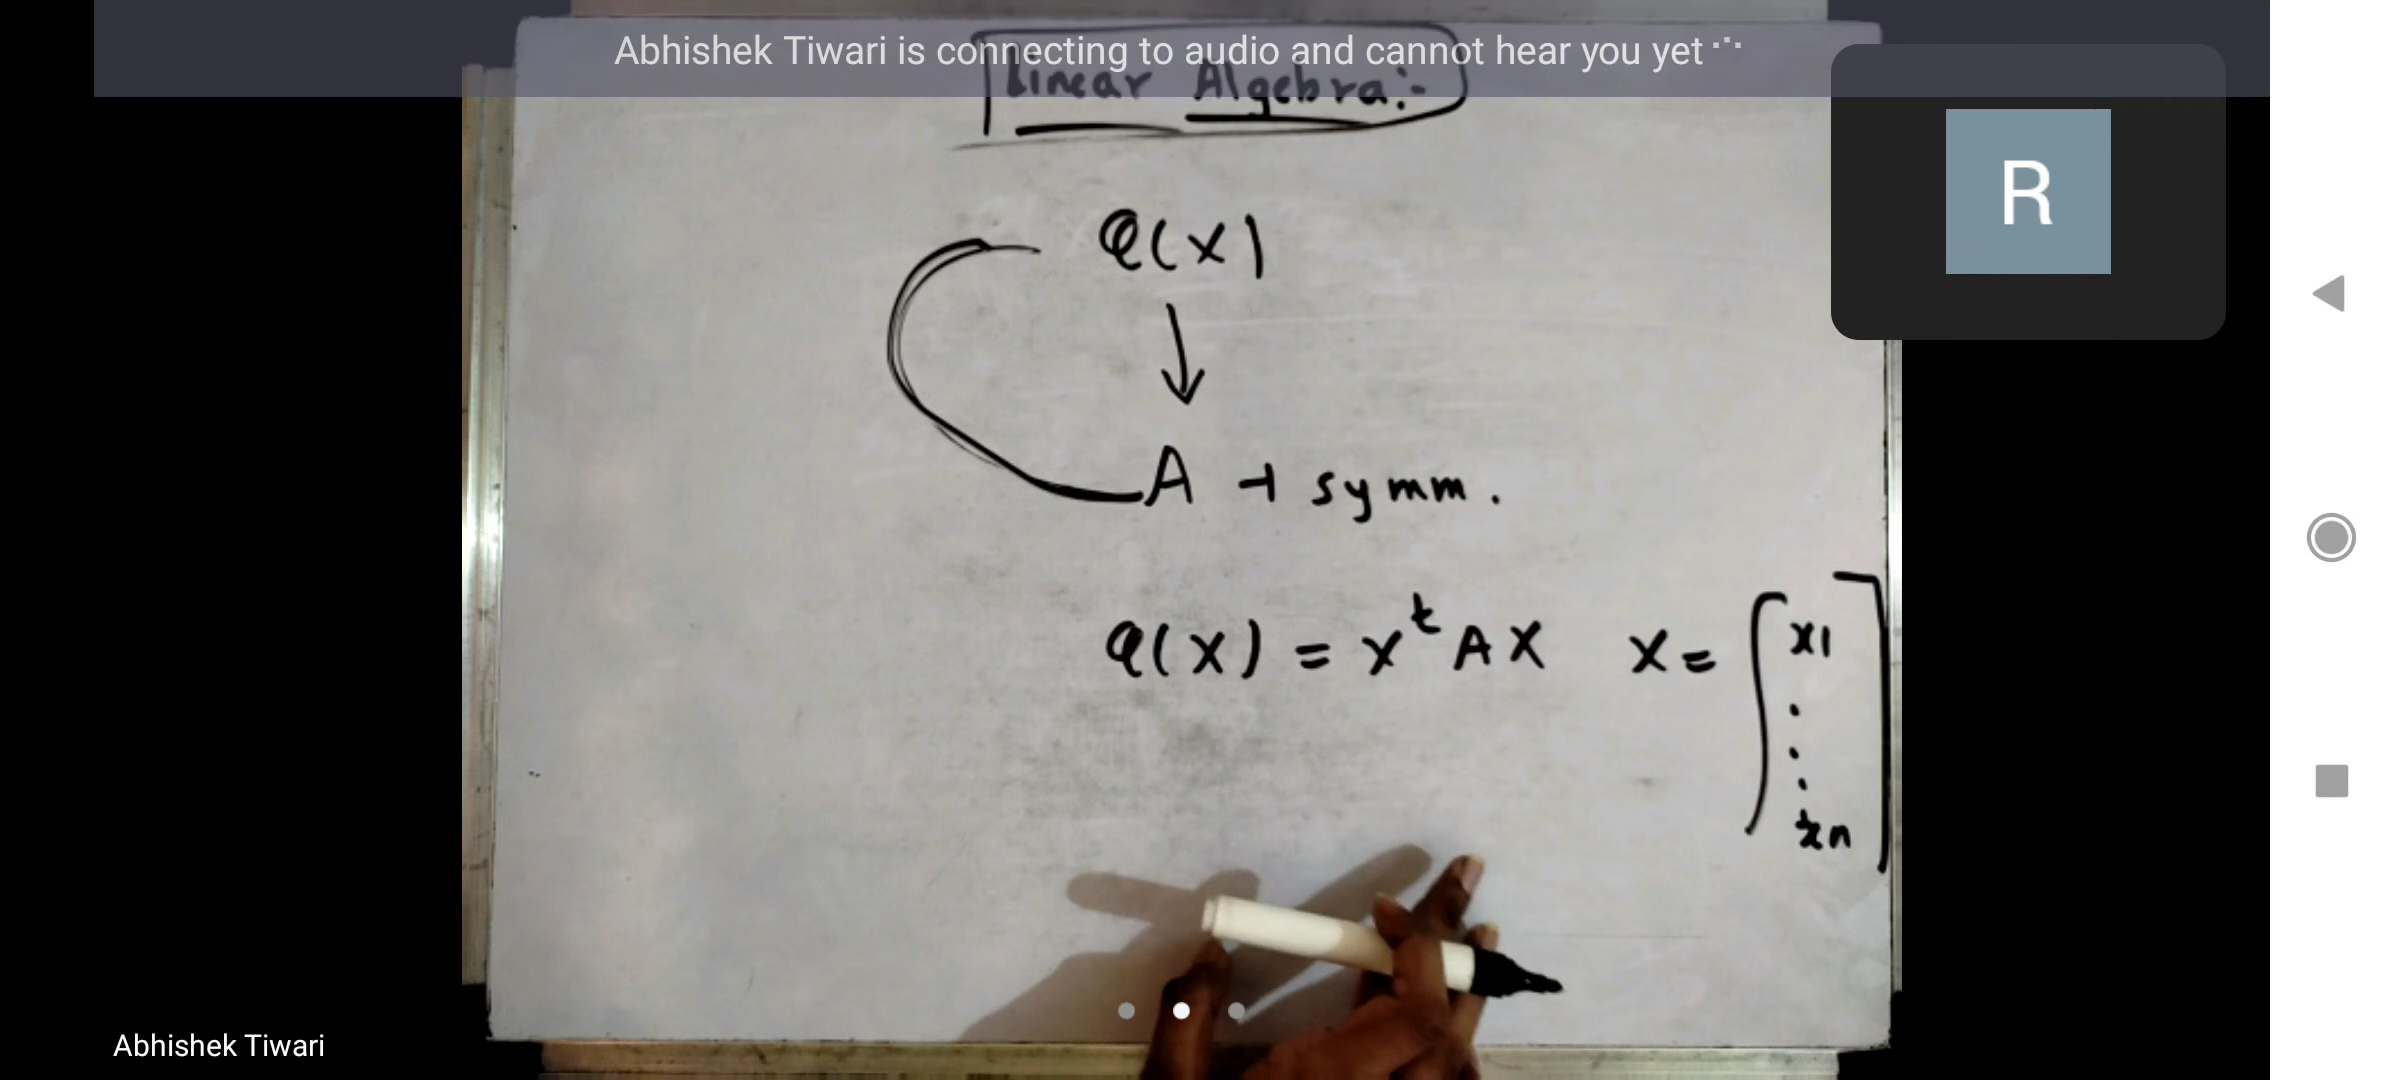 Abhishek Tiwari is connecting to audio and cannot hear you yet
Linear Algebra:-
R
Q(X)
↓
A → symm.
Q(X) = X^t A X   X = [x1 . . . xn]
Abhishek Tiwari